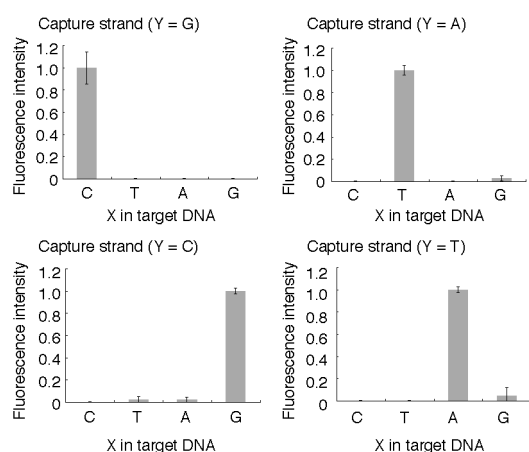 Capture strand (Y = G)
Fluorescence intensity
1.2
1.0
0.8
0.6
0.4
0.2
0
C T A G
X in target DNA
Capture strand (Y = A)
Fluorescence intensity
1.2
1.0
0.8
0.6
0.4
0.2
0
C T A G
X in target DNA
Capture strand (Y = C)
Fluorescence intensity
1.2
1.0
0.8
0.6
0.4
0.2
0
C T A G
X in target DNA
Capture strand (Y = T)
Fluorescence intensity
1.2
1.0
0.8
0.6
0.4
0.2
0
C T A G
X in target DNA